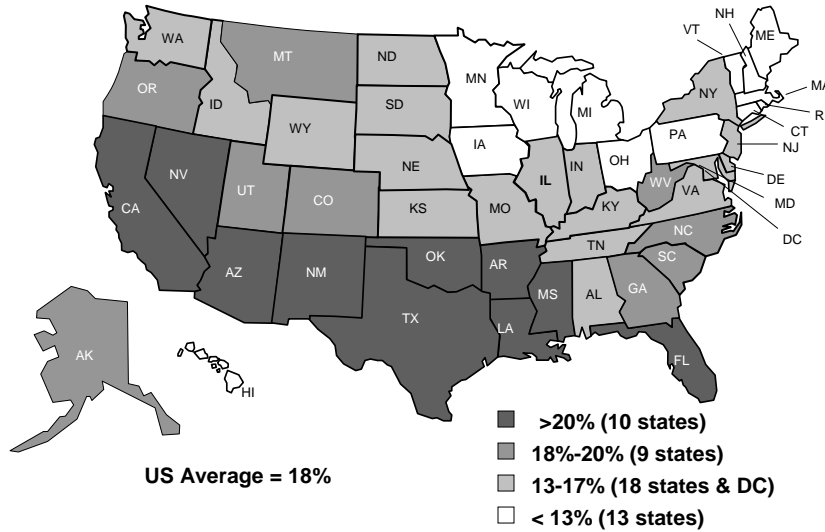 NH
VT
ME
WA
MT
ND
MN
MA
OR
ID
SD
WI
MI
NY
R
CT
WY
IA
PA
NJ
NE
OH
NV
UT
CO
IL
IN
WV
VA
DE
MD
CA
KS
MO
KY
DC
NC
TN
OK
AR
SC
AZ
NM
MS
AL
GA
TX
LA
AK
FL
HI
>20% (10 states)
18%-20% (9 states)
US Average = 18%
13-17% (18 states & DC)
< 13% (13 states)